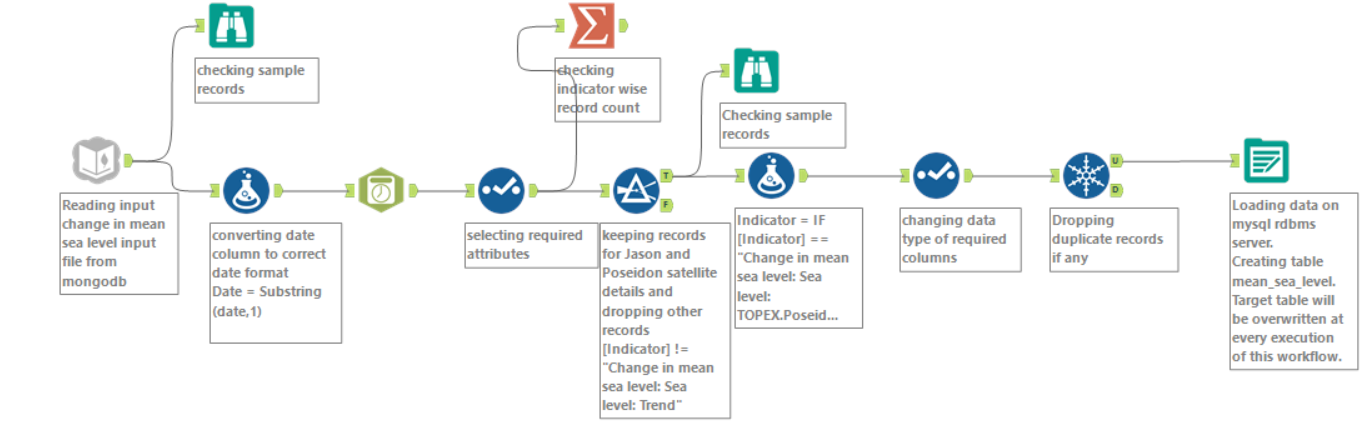 checking sample
records
checking
indicator wise
record count
Checking sample
records
Reading input
change in mean
sea level input
file from
mongodb
converting date
column to correct
date format
Date = Substring
(date,1)
selecting required
attributes
T
F
keeping records
for Jason and
Poseidon satellite
details and
dropping other
records
[Indicator] !=
"Change in mean
sea level: Sea
level: Trend"
Indicator = IF
[Indicator] ==
"Change in mean
sea level: Sea
level:
TOPEX.Poseid...
changing data
type of required
columns
U
D
Dropping
duplicate records
if any
Loading data on
mysql rdbms
server.
Creating table
mean_sea_level.
Target table will
be overwritten at
every execution
of this workflow.